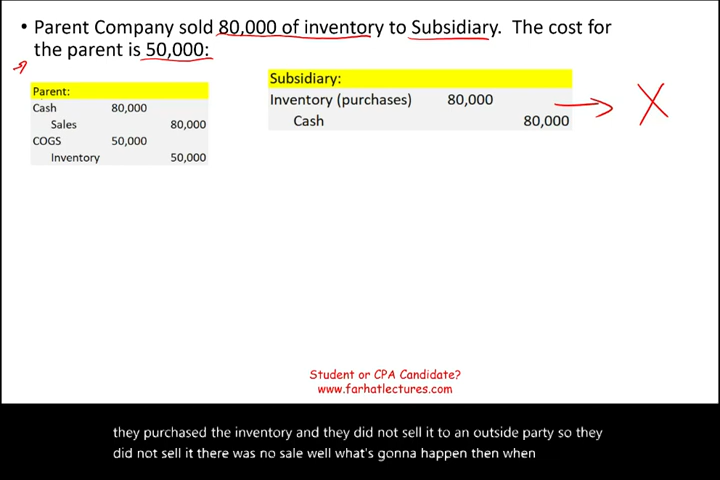 • Parent Company sold 80,000 of inventory to Subsidiary. The cost for
the parent is 50,000:
Parent:
Cash 80,000
Sales 80,000
COGS 50,000
Inventory 50,000
Subsidiary:
Inventory (purchases) 80,000
Cash 80,000
X
Student or CPA Candidate?
www.farhatlectures.com
they purchased the inventory and they did not sell it to an outside party so they
did not sell it there was no sale well what's gonna happen then when